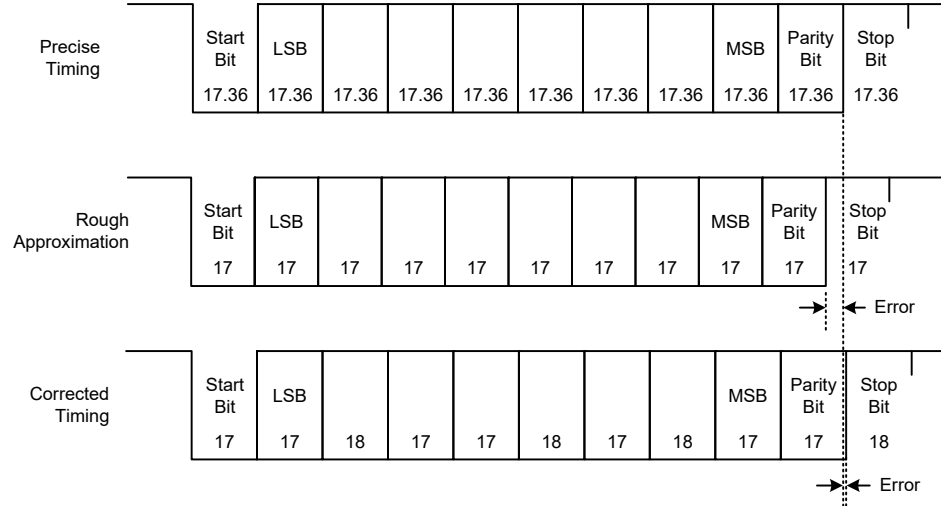 Precise
Timing
Start
Bit
LSB
MSB
Parity
Bit
Stop
Bit
17.36 17.36 17.36 17.36 17.36 17.36 17.36 17.36 17.36 17.36 17.36
Rough
Approximation
Start
Bit
LSB
MSB
Parity
Bit
Stop
Bit
17 17 17 17 17 17 17 17 17 17 17
Error
Corrected
Timing
Start
Bit
LSB
MSB
Parity
Bit
Stop
Bit
17 17 18 17 17 18 17 18 17 17 18
Error